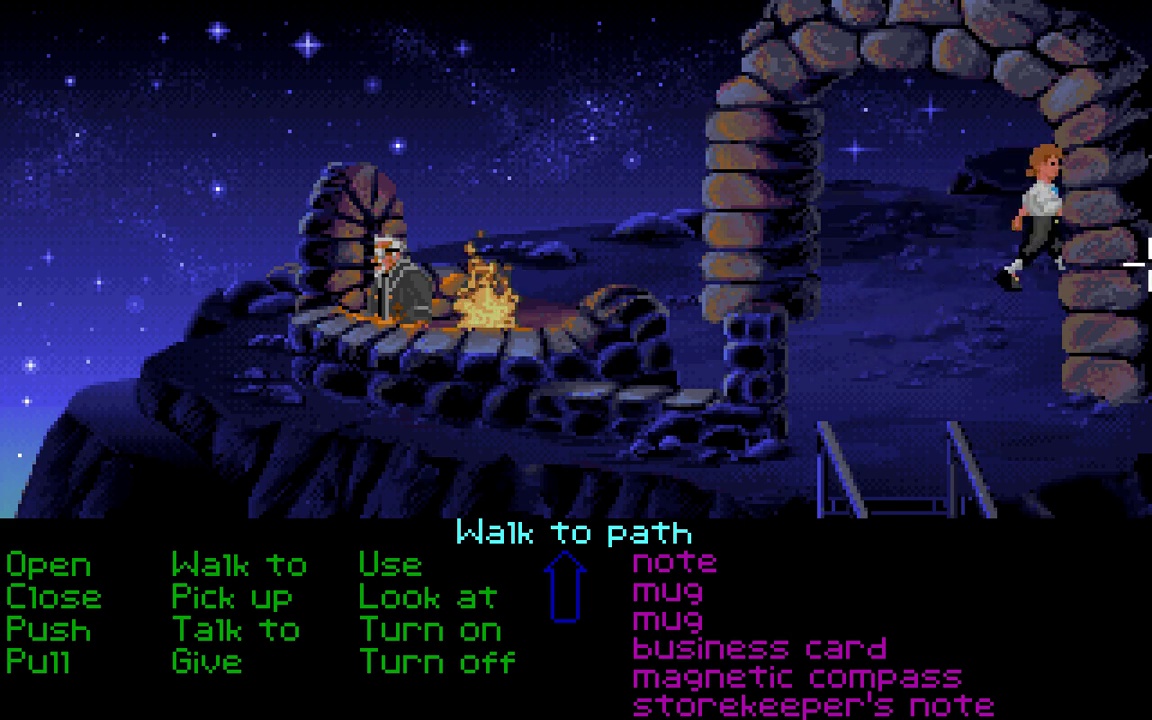 Walk to path
Open Walk to Use
Close Pick up Look at
Push Talk to Turn on
Pull Give Turn off
note
mug
mug
business card
magnetic compass
storekeeper's note